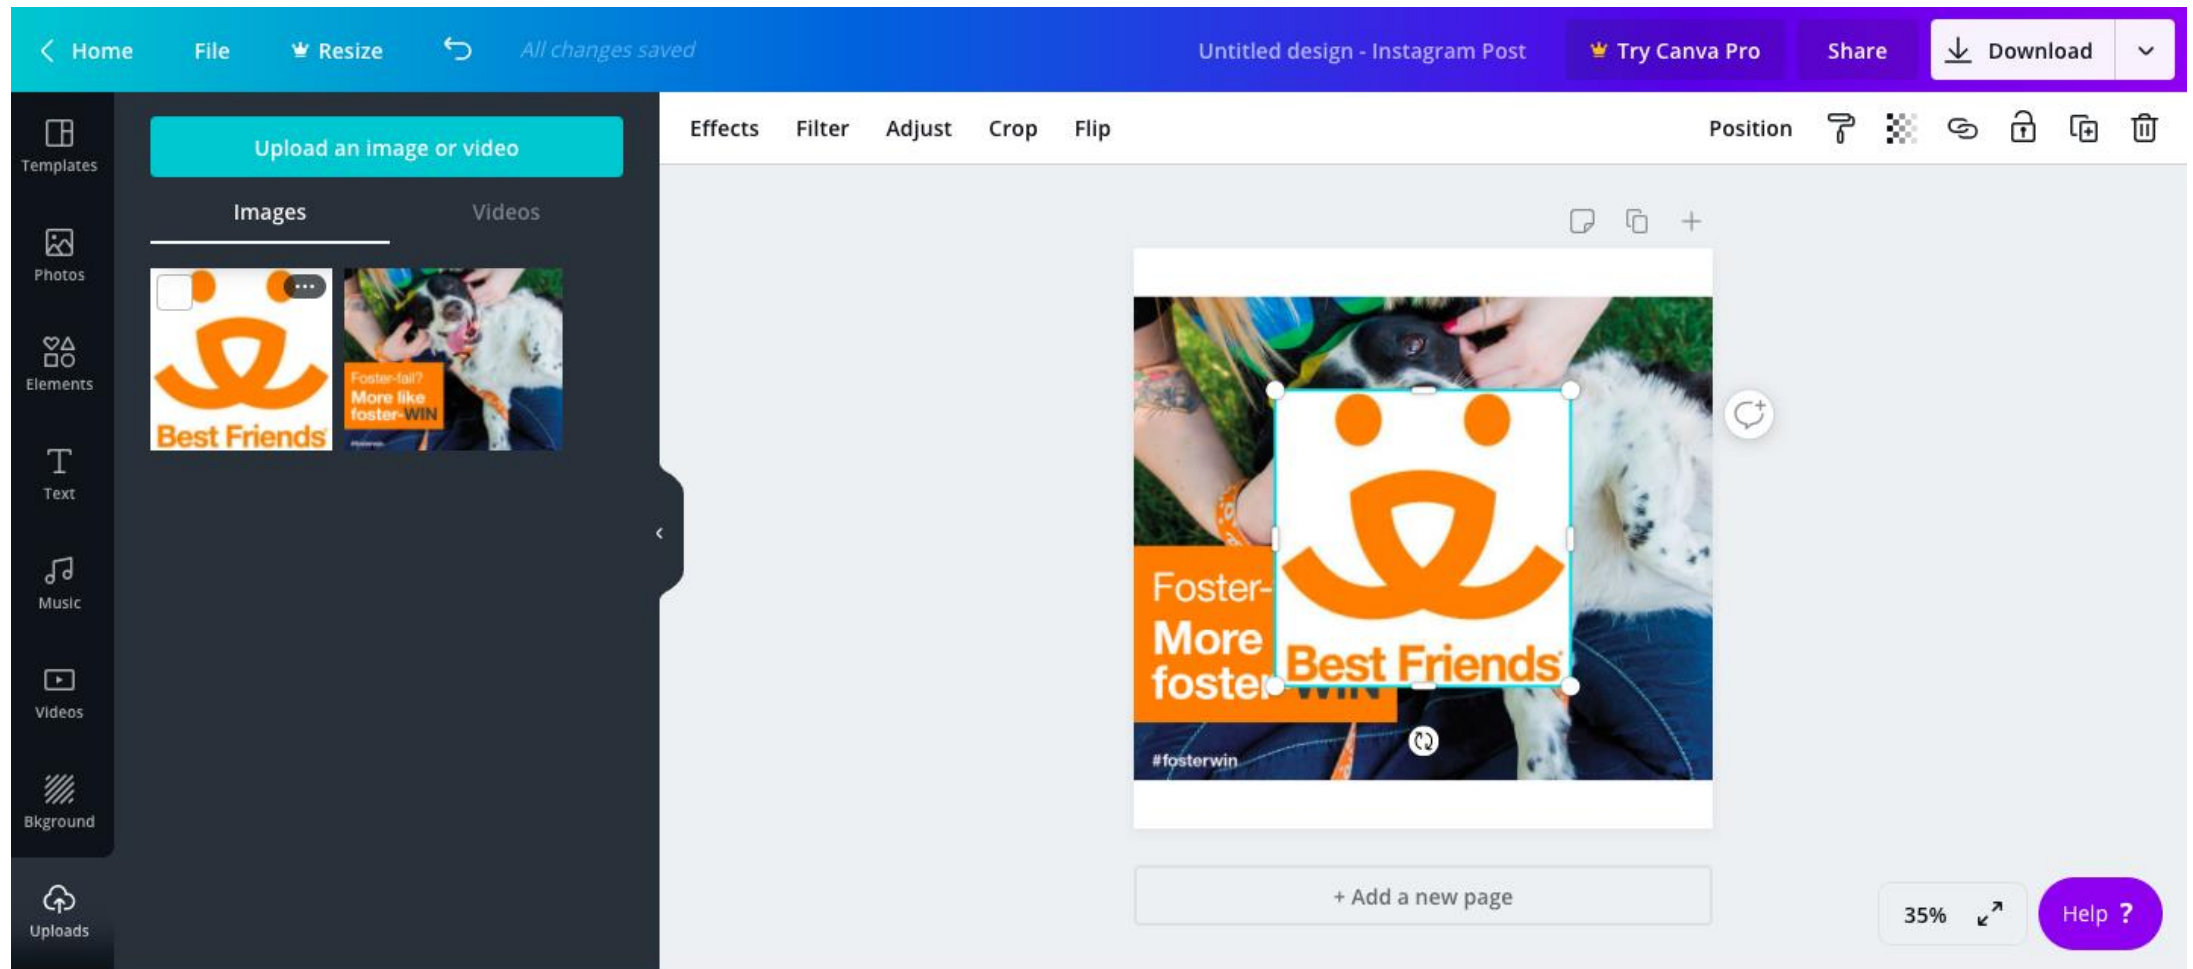 Home File Resize All changes saved Untitled design - Instagram Post Try Canva Pro Share Download
Templates
Photos
Elements
Text
Music
Videos
Bkground
Uploads
Upload an image or video
Images Videos
Best Friends
Foster-fail?
More like
foster-WIN
Effects Filter Adjust Crop Flip Position
Foster-
More
foster-WIN
#fosterwin
Best Friends
+ Add a new page
35%
Help ?